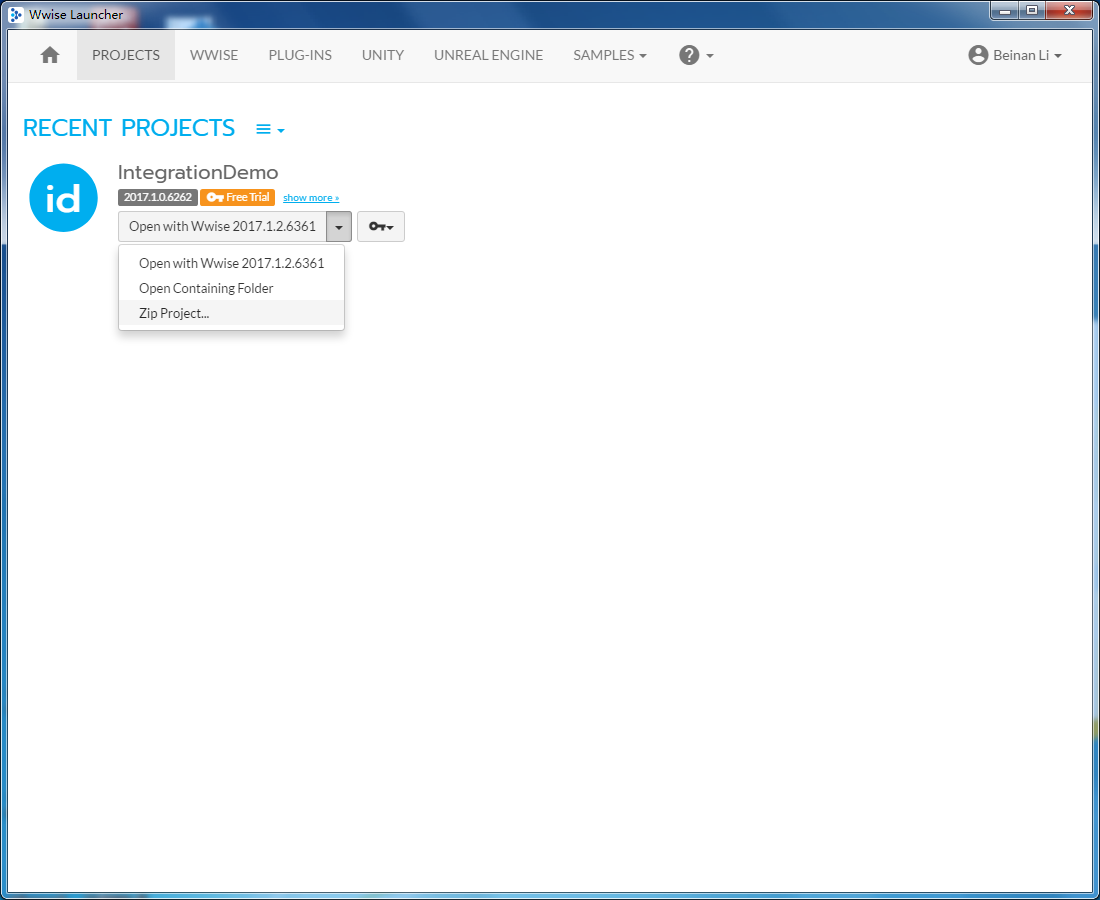 Wwise Launcher
PROJECTS WWISE PLUG-INS UNITY UNREAL ENGINE SAMPLES ? Beinan Li
RECENT PROJECTS
id
IntegrationDemo
2017.1.0.6262 Free Trial show more »
Open with Wwise 2017.1.2.6361
Open with Wwise 2017.1.2.6361
Open Containing Folder
Zip Project...